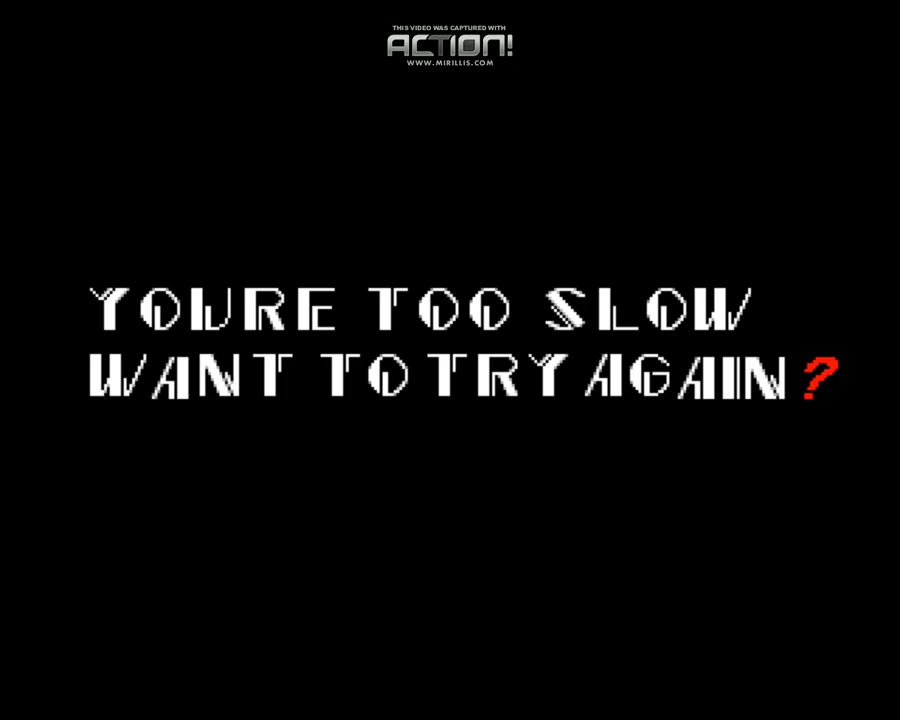 THIS VIDEO WAS CAPTURED WITH
ACTION!
WWW.MIRILLIS.COM
YOURE TOO SLOW
WANT TO TRY AGAIN?